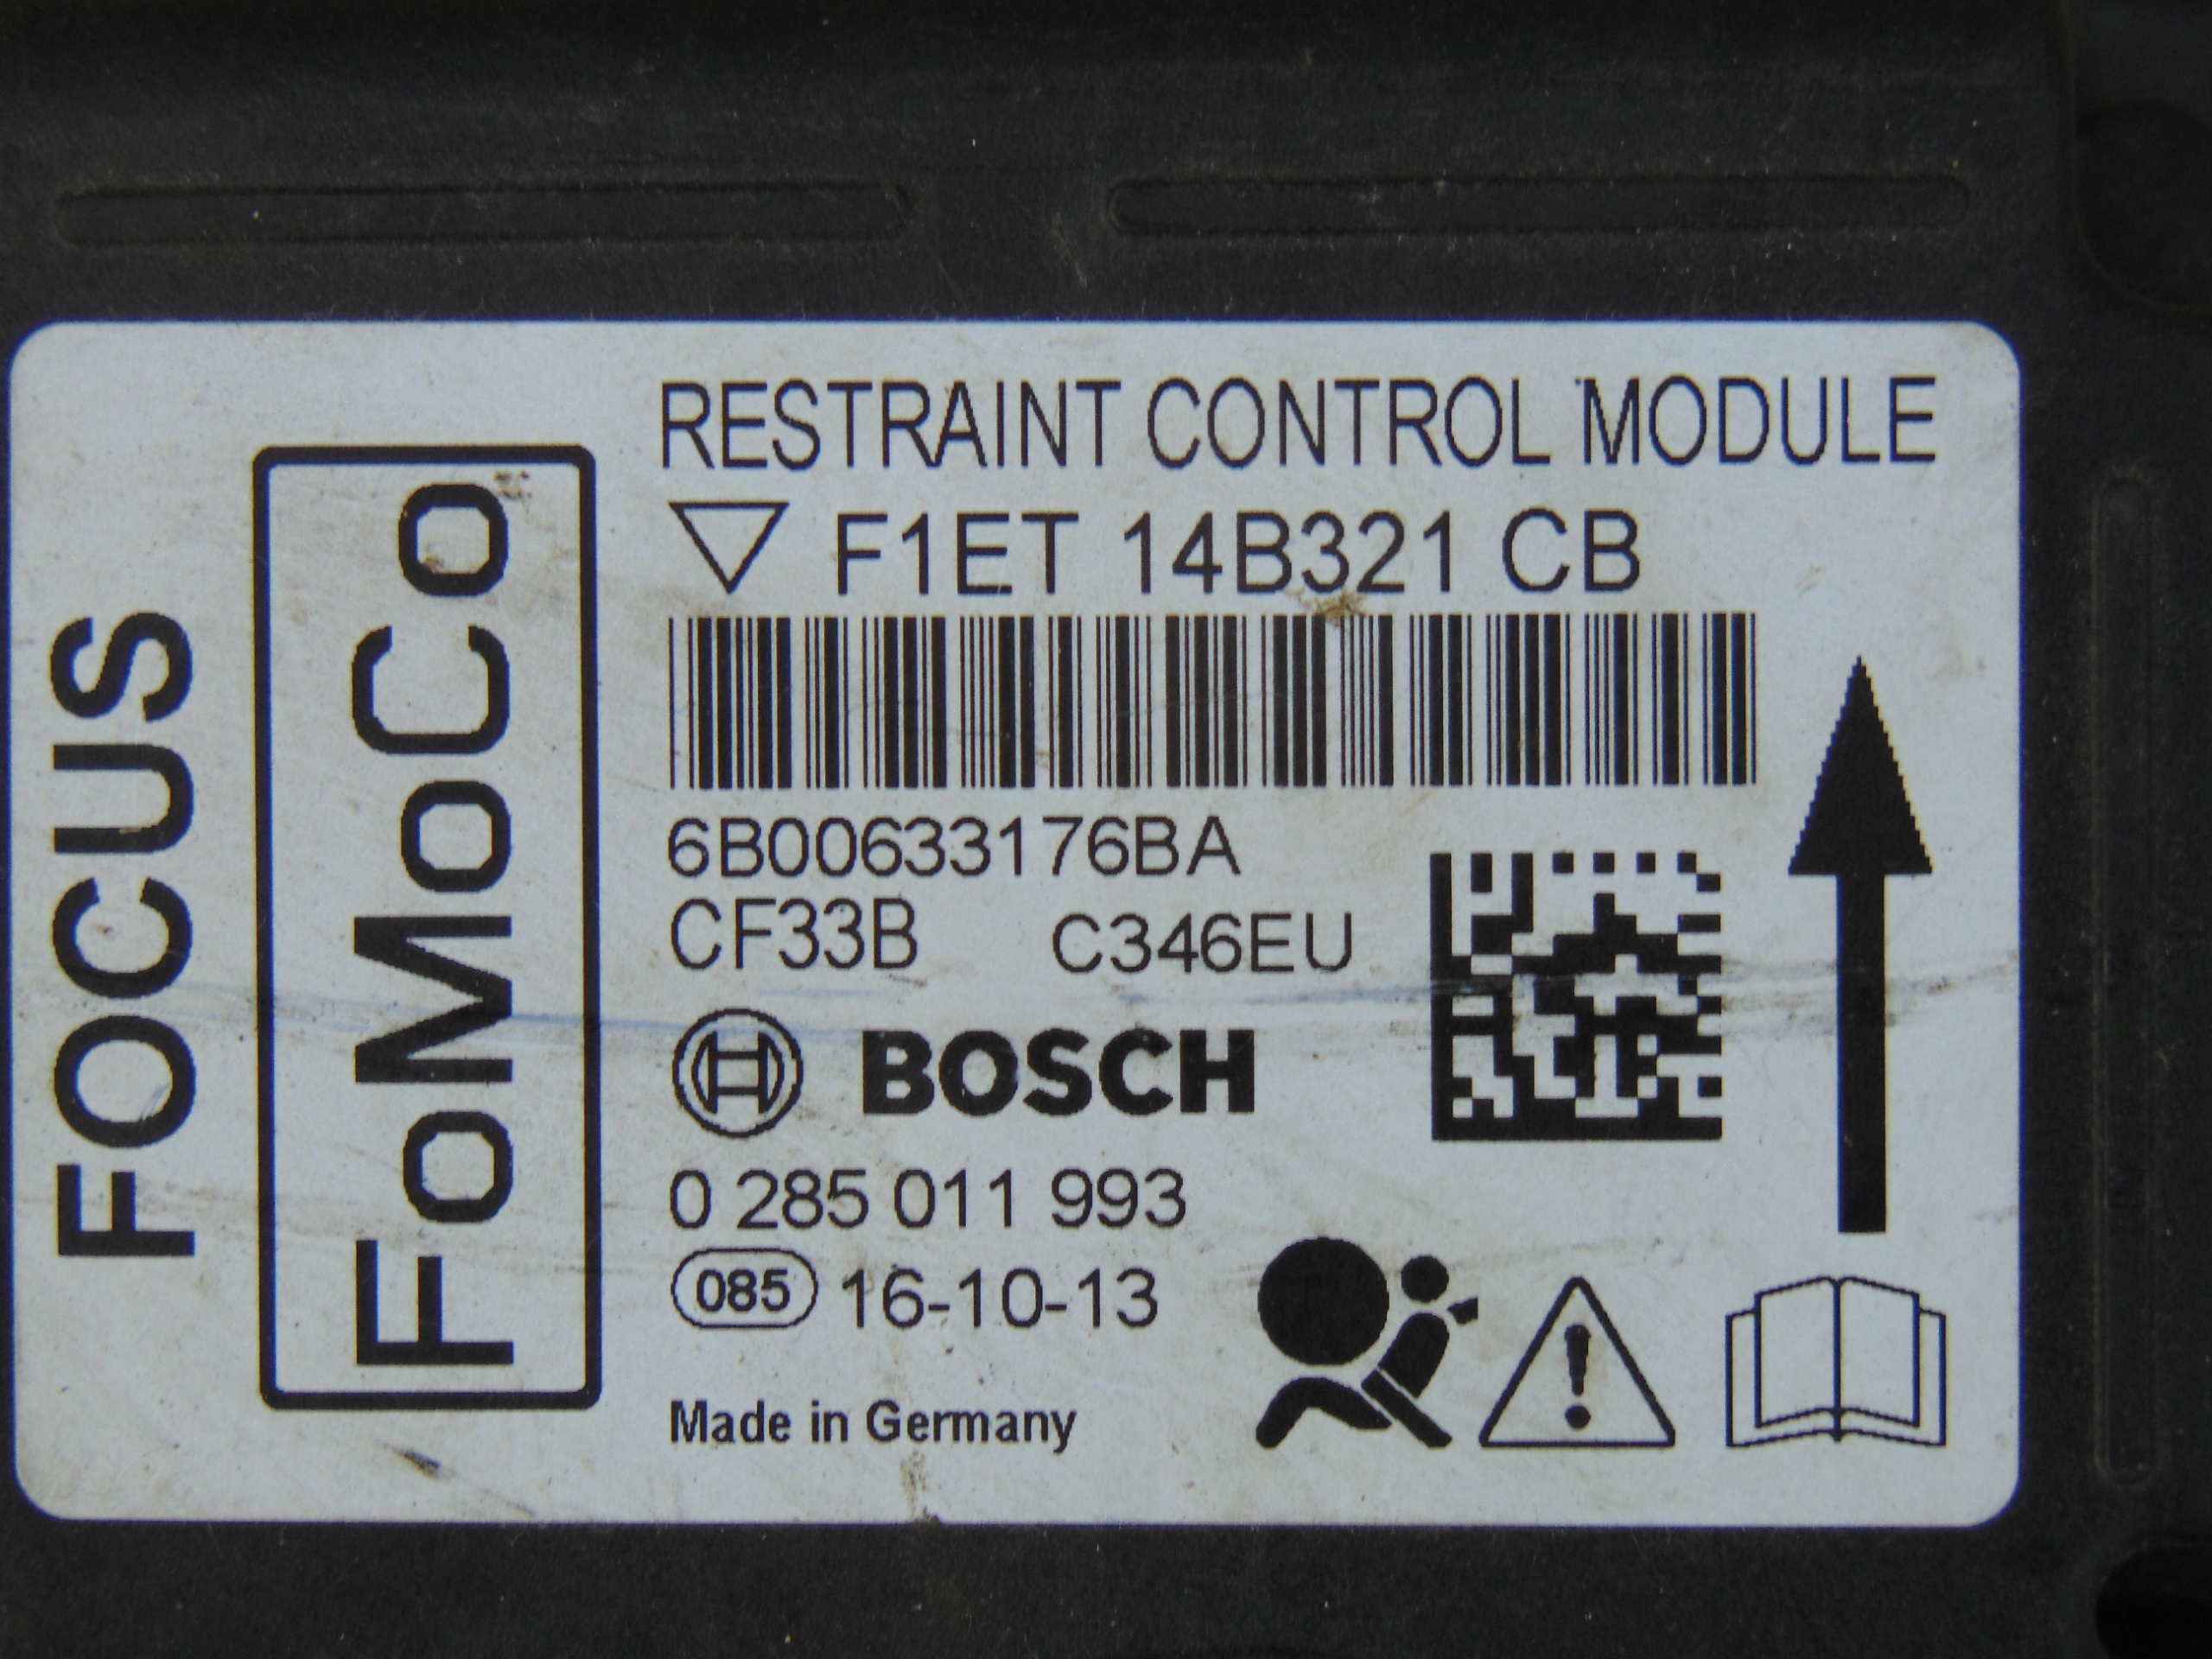 FOCUS
FoMoCo
RESTRAINT CONTROL MODULE
F1ET 14B321 CB
6B00633176BA
CF33B C346EU
BOSCH
0 285 011 993
085 16-10-13
Made in Germany